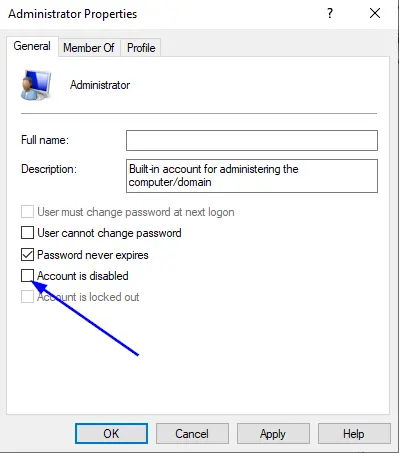 Administrator Properties
? ×
General Member Of Profile
Administrator
Full name:
Description: Built-in account for administering the
computer/domain
User must change password at next logon
User cannot change password
Password never expires
Account is disabled
Account is locked out
OK Cancel Apply Help